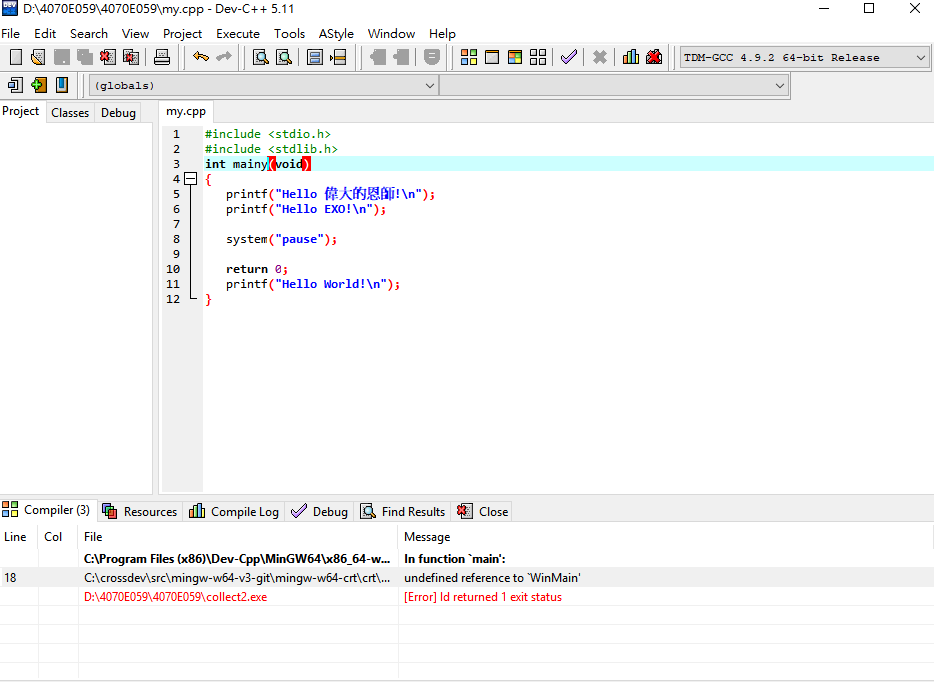 D:\4070E059\4070E059\my.cpp - Dev-C++ 5.11
File Edit Search View Project Execute Tools AStyle Window Help
TDM-GCC 4.9.2 64-bit Release
(globals)
Project Classes Debug
my.cpp
1 #include <stdio.h>
2 #include <stdlib.h>
3 int mainy(void)
4 {
5 printf("Hello 偉大的恩師!\n");
6 printf("Hello EXO!\n");
7
8 system("pause");
9
10 return 0;
11 printf("Hello World!\n");
12 }
Compiler (3) Resources Compile Log Debug Find Results Close
Line Col File Message
C:\Program Files (x86)\Dev-Cpp\MinGW64\x86_64-w... In function `main':
18 C:\crossdev\src\mingw-w64-v3-git\mingw-w64-crt\crt\... undefined reference to `WinMain'
D:\4070E059\4070E059\collect2.exe [Error] ld returned 1 exit status